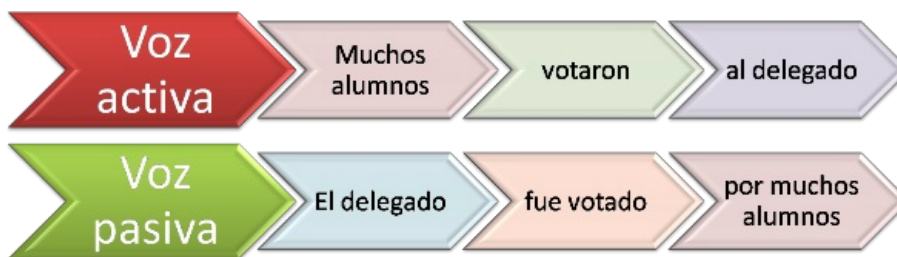 Voz
activa
Muchos
alumnos
votaron
al delegado
Voz
pasiva
El delegado
fue votado
por muchos
alumnos